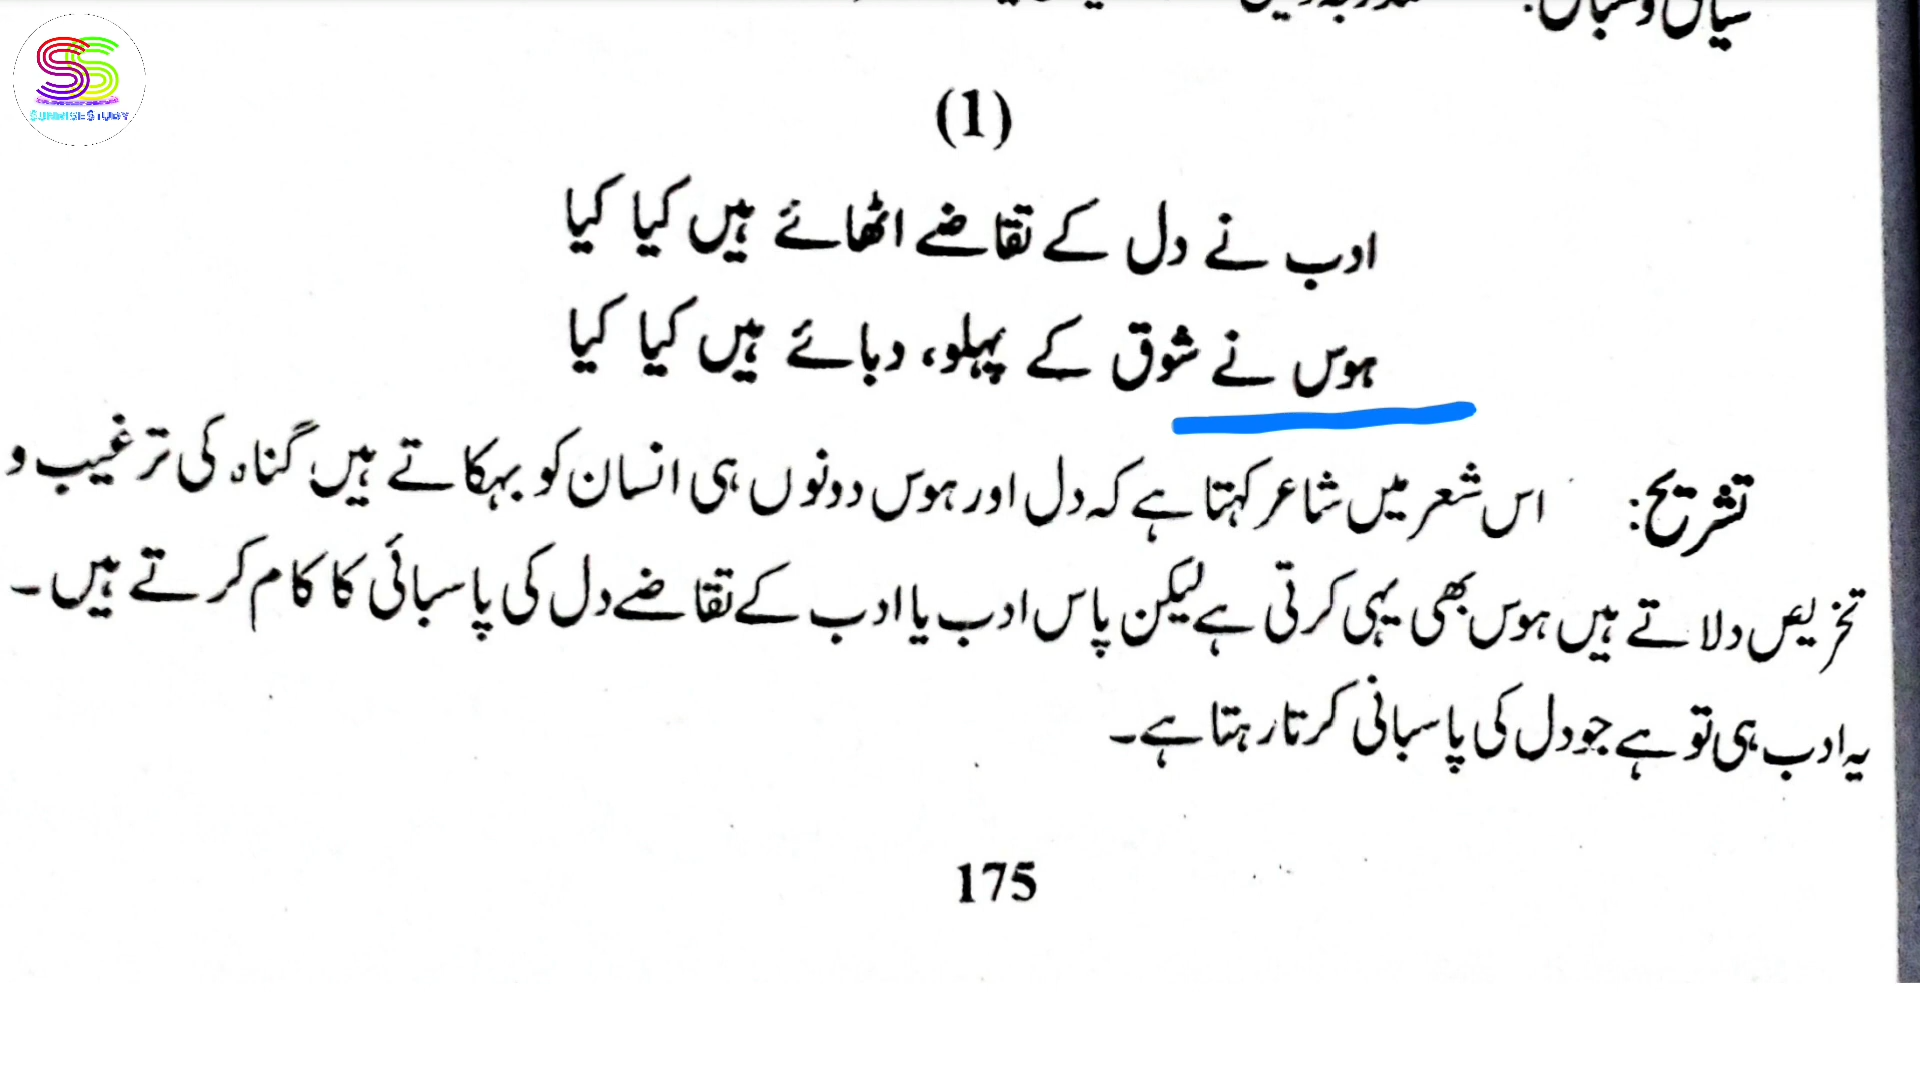 SUNRISESTUDY
(1)
ادب نے دل کے تقاضے اٹھائے ہیں کیا کیا
ہوس نے شوق کے پہلو، دبائے ہیں کیا کیا
تشریح: اس شعر میں شاعر کہتا ہے کہ دل اور ہوس دونوں ہی انسان کو بہکاتے ہیں گناہ کی ترغیب و
تخریص دلاتے ہیں ہوس بھی یہی کرتی ہے لیکن پاس ادب یا ادب کے تقاضے دل کی پاسبائی کا کام کرتے ہیں۔
یہ ادب ہی تو ہے جو دل کی پاسبانی کرتا رہتا ہے۔
175